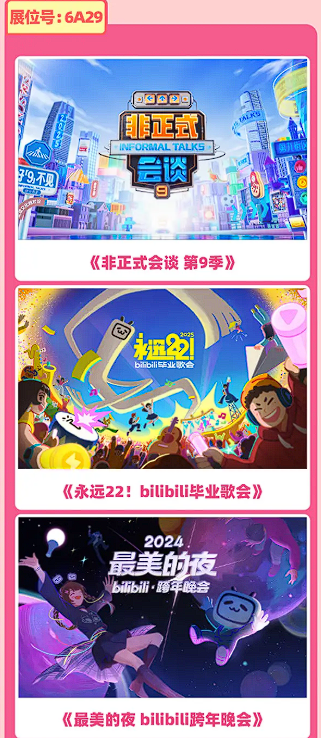 展位号:6A29
非正式
INFORMAL TALKS
会谈
9
《非正式会谈 第9季》
2025
永远22!
bilibili毕业歌会
《永远22！bilibili毕业歌会》
2024
最美的夜
bilibili·跨年晚会
《最美的夜 bilibili跨年晚会》